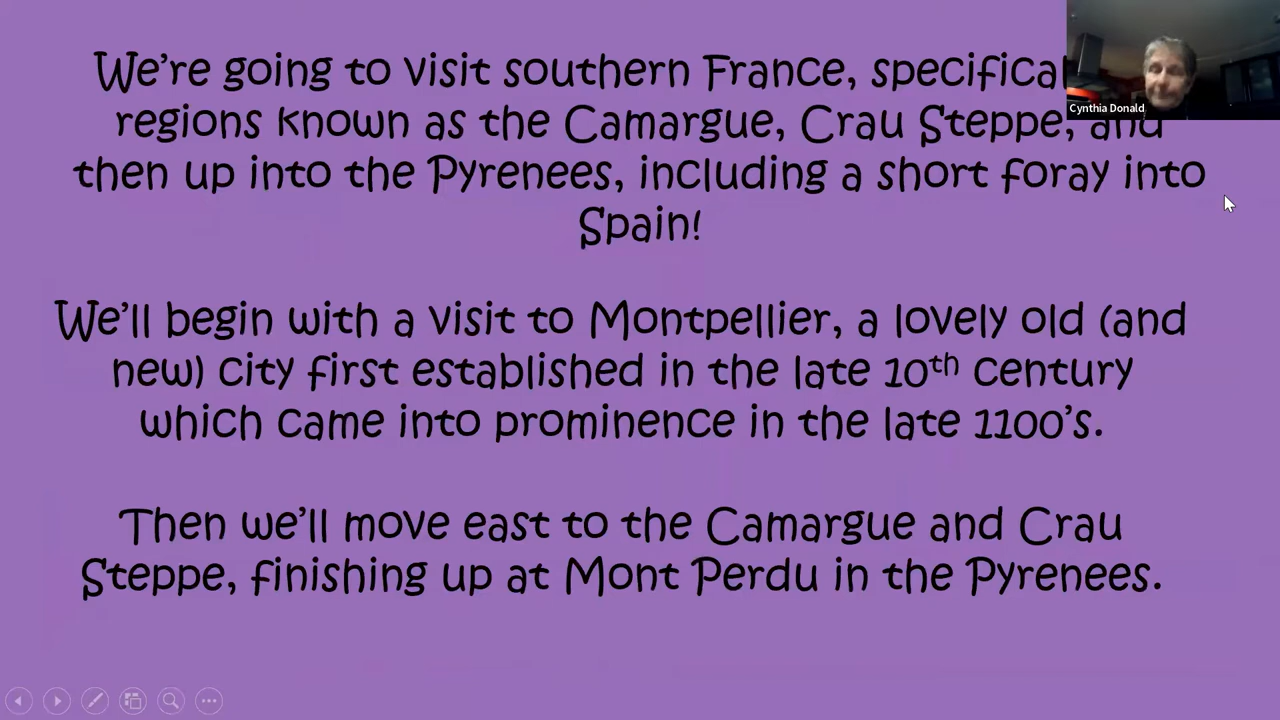 We're going to visit southern France, specifical
regions known as the Camargue, Crau Steppe, and
then up into the Pyrenees, including a short foray into
Spain!
We'll begin with a visit to Montpellier, a lovely old (and
new) city first established in the late 10th century
which came into prominence in the late 1100's.
Then we'll move east to the Camargue and Crau
Steppe, finishing up at Mont Perdu in the Pyrenees.
Cynthia Donald